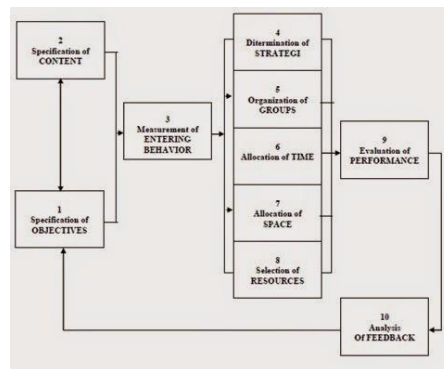 1
Specification of
OBJECTIVES
2
Specification of
CONTENT
3
Measurement of
ENTERING
BEHAVIOR
4
Ditermination of
STRATEGI
5
Organization of
GROUPS
6
Allocation of TIME
7
Allocation of
SPACE
8
Selection of
RESOURCES
9
Evaluation of
PERFORMANCE
10
Analysis
Of FEEDBACK